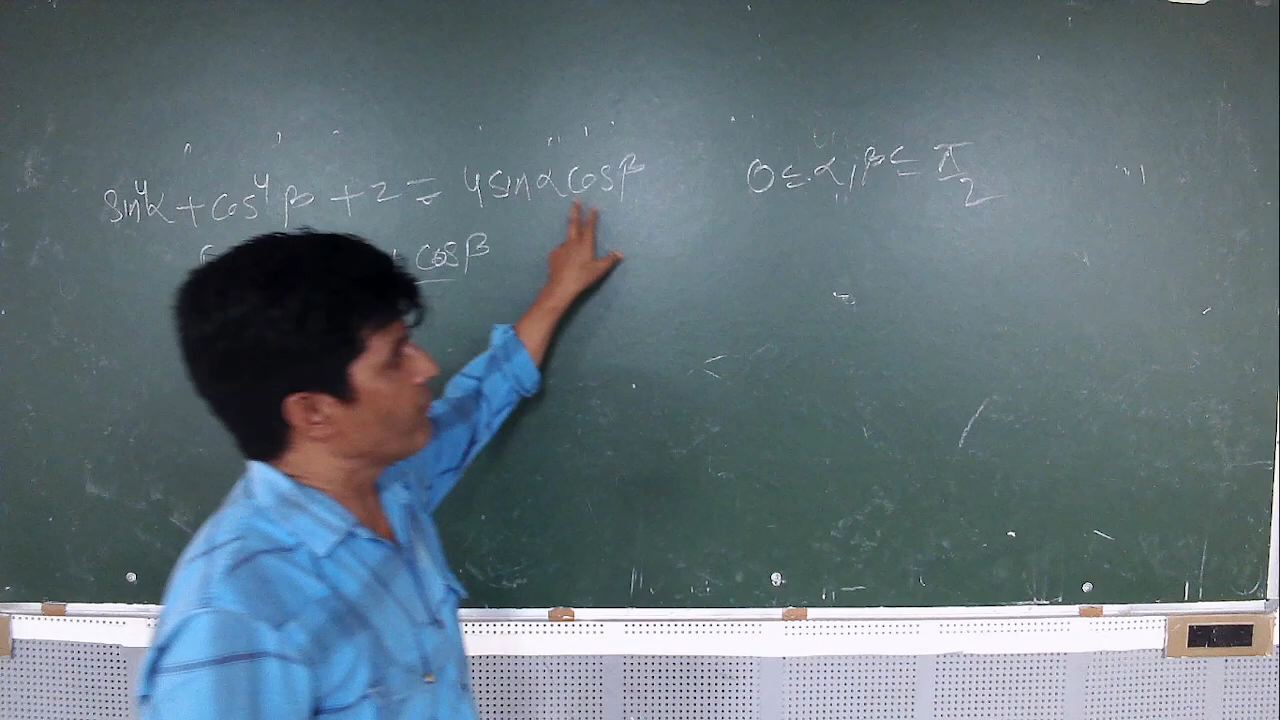 sin⁴α + cos⁴β + 2 = 4 sinα cosβ 0 ≤ α, β ≤ π/2
+ cosβ